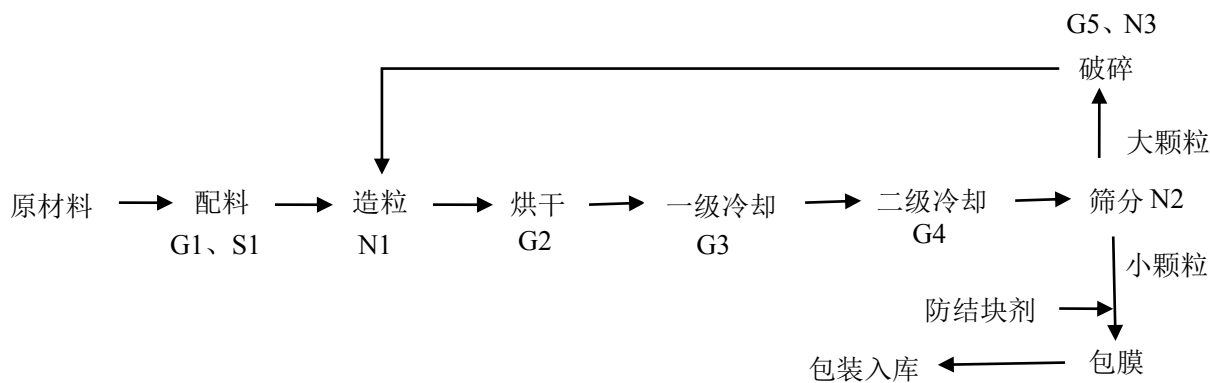 G5、N3
破碎
大颗粒
原材料
配料
G1、S1
造粒
N1
烘干
G2
一级冷却
G3
二级冷却
G4
筛分 N2
小颗粒
防结块剂
包装入库
包膜